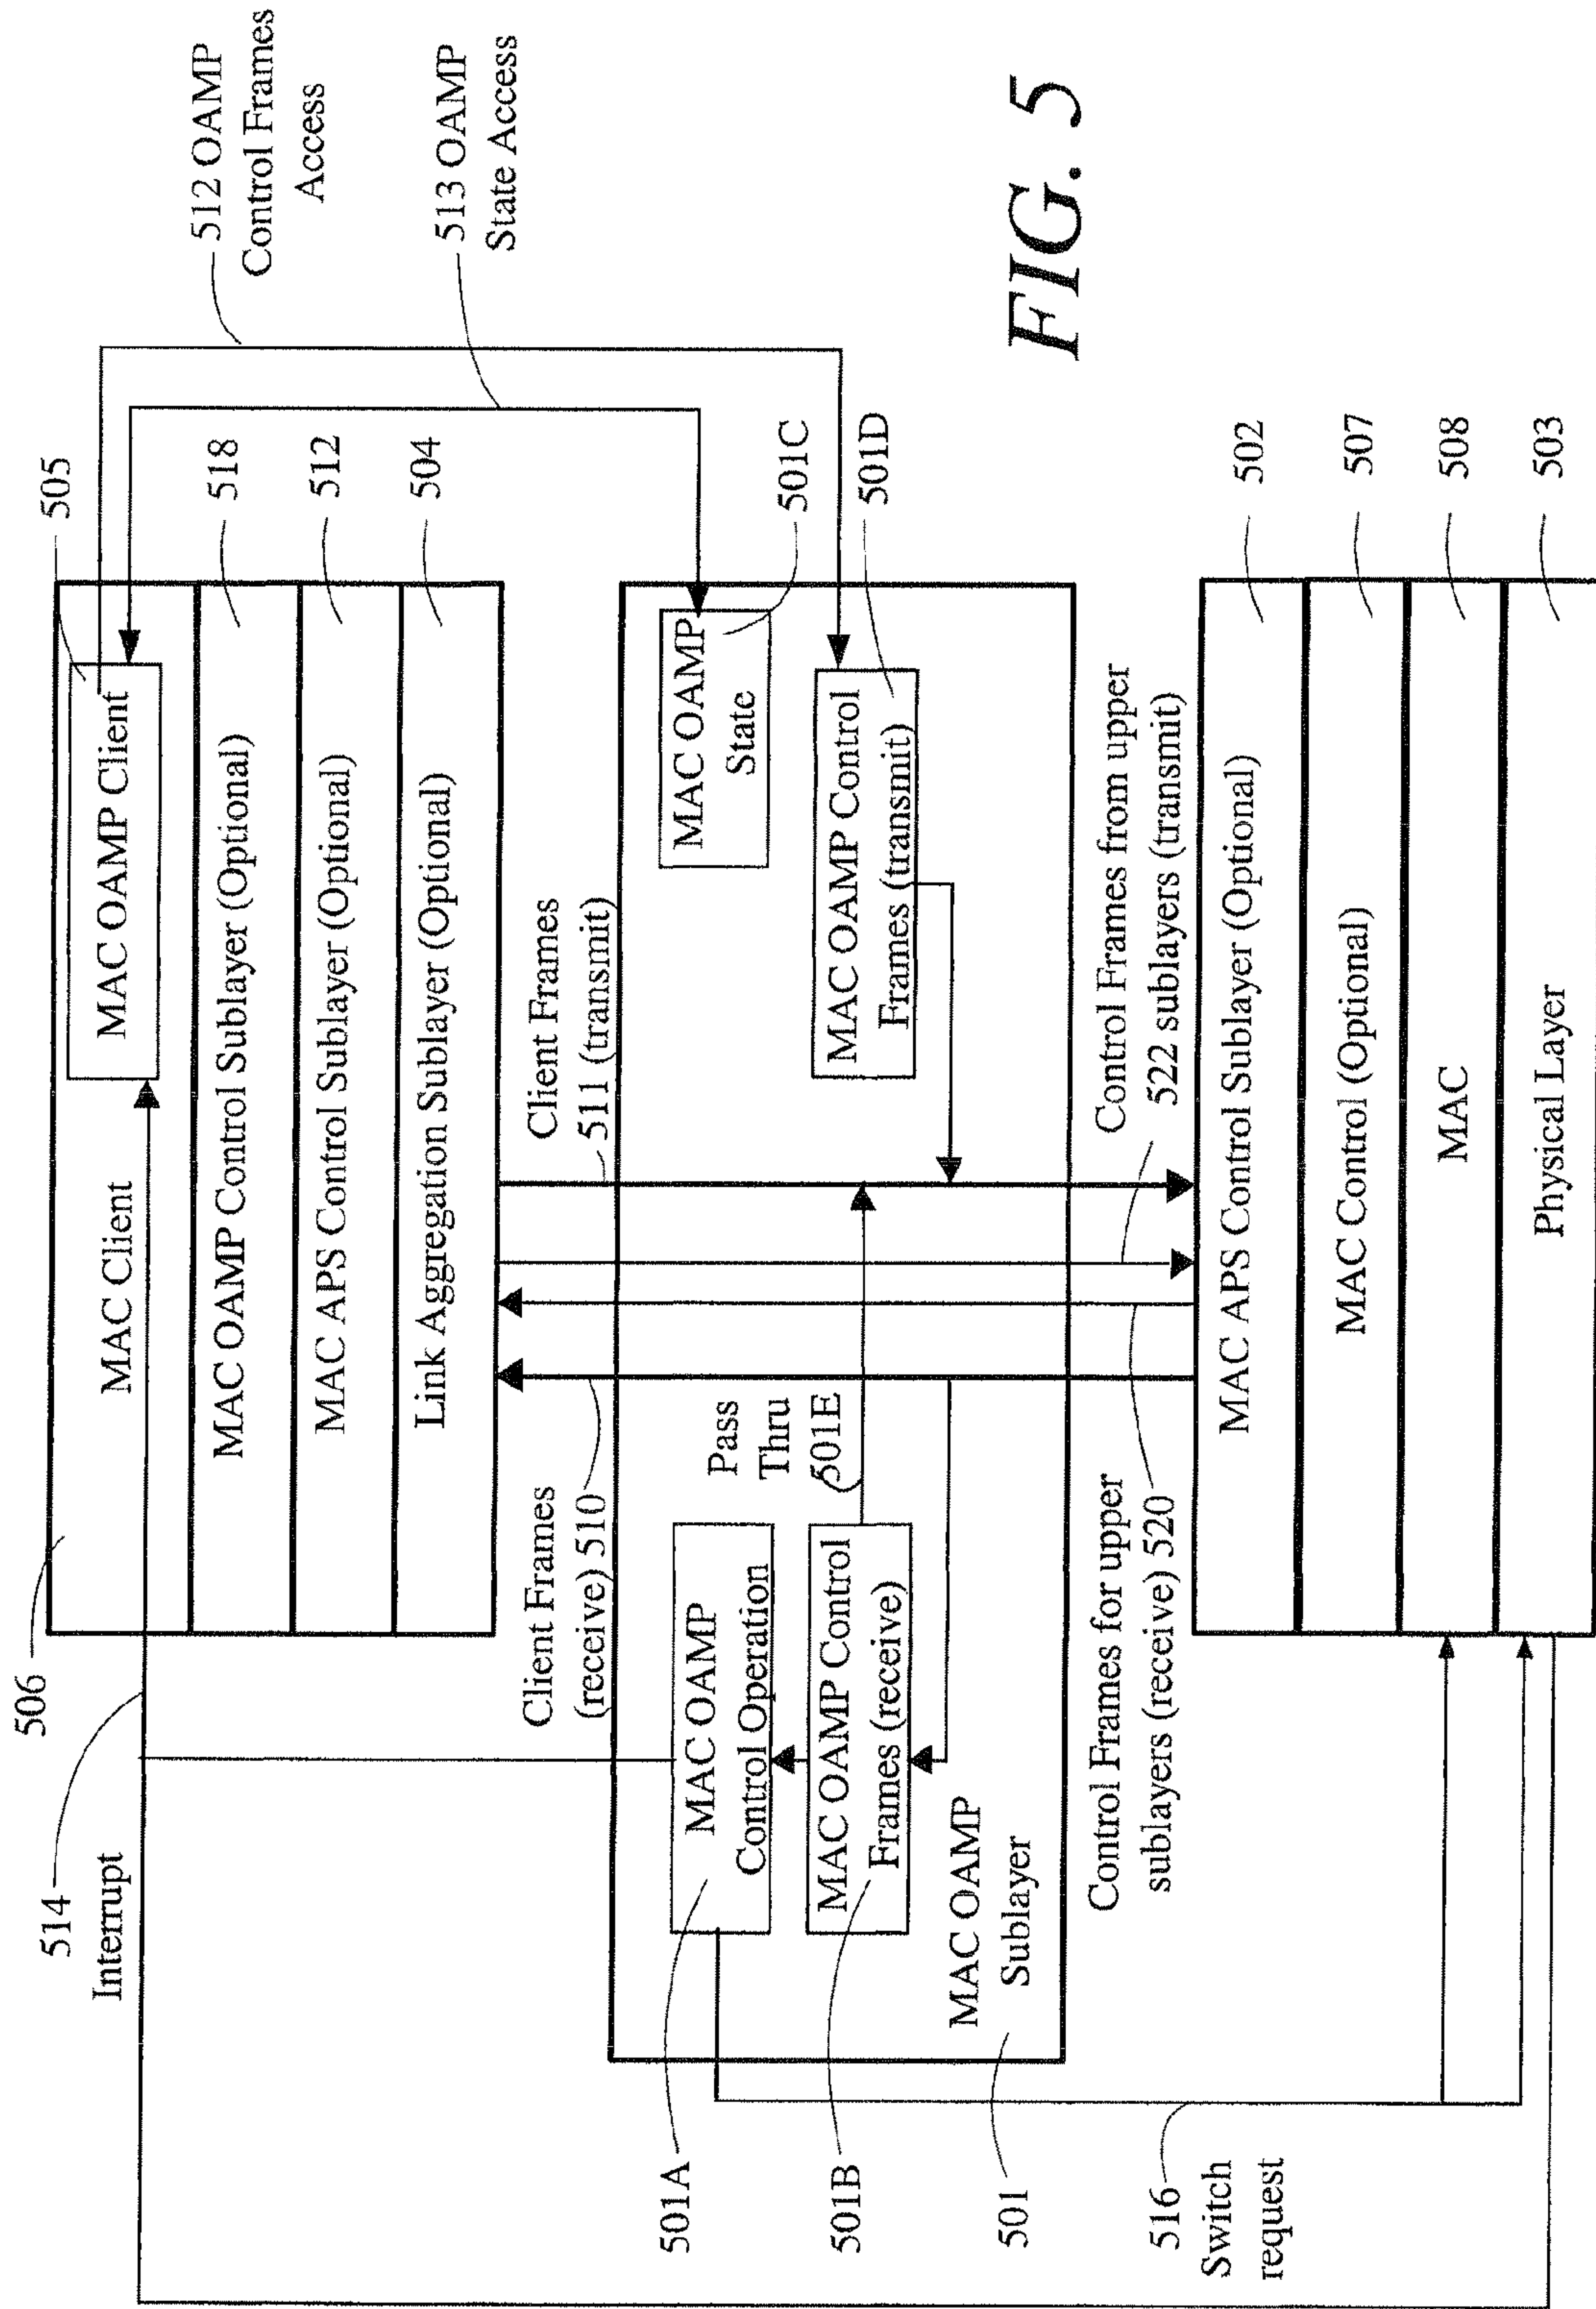 506
MAC Client
505
MAC OAMP Client
MAC OAMP Control Sublayer (Optional)
518
MAC APS Control Sublayer (Optional)
512
Link Aggregation Sublayer (Optional)
504
512 OAMP
Control Frames
Access
513 OAMP
State Access
514
Interrupt
Client Frames
(receive) 510
Client Frames
511 (transmit)
501A
MAC OAMP
Control Operation
Pass
Thru
501E
MAC OAMP
State
501C
501B
MAC OAMP Control
Frames (receive)
MAC OAMP Control
Frames (transmit)
501D
501
MAC OAMP
Sublayer
Control Frames for upper
sublayers (receive) 520
Control Frames from upper
522 sublayers (transmit)
516
Switch
request
MAC APS Control Sublayer (Optional)
502
MAC Control (Optional)
507
MAC
508
Physical Layer
503
FIG. 5